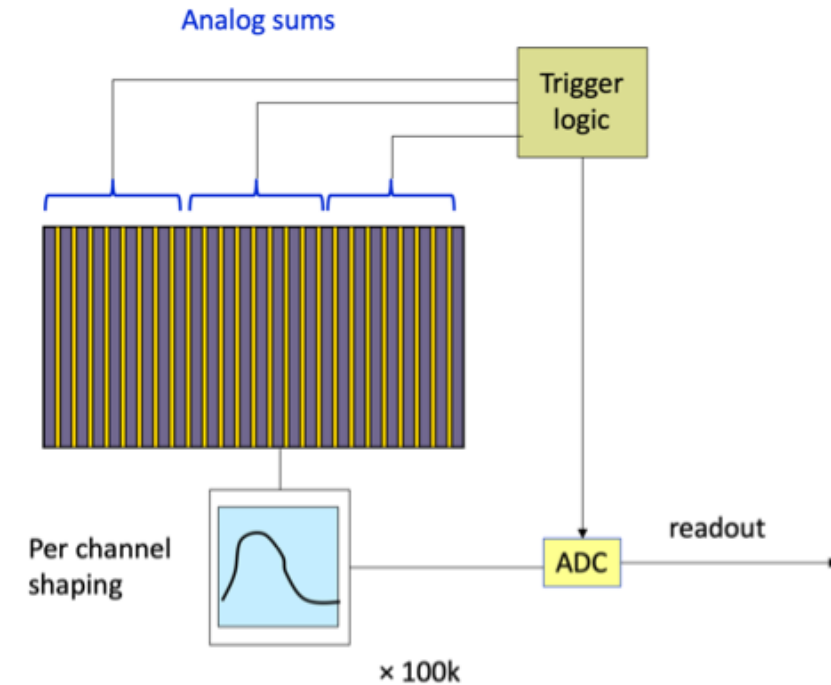 Analog sums
Trigger
logic
Per channel
shaping
ADC
readout
× 100k